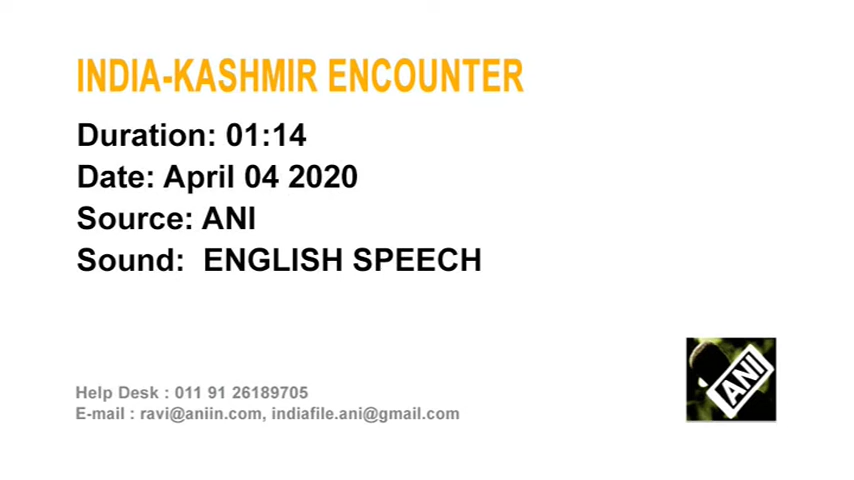 INDIA-KASHMIR ENCOUNTER
Duration: 01:14
Date: April 04 2020
Source: ANI
Sound:  ENGLISH SPEECH
Help Desk : 011 91 26189705
E-mail : ravi@aniin.com, indiafile.ani@gmail.com
ANI